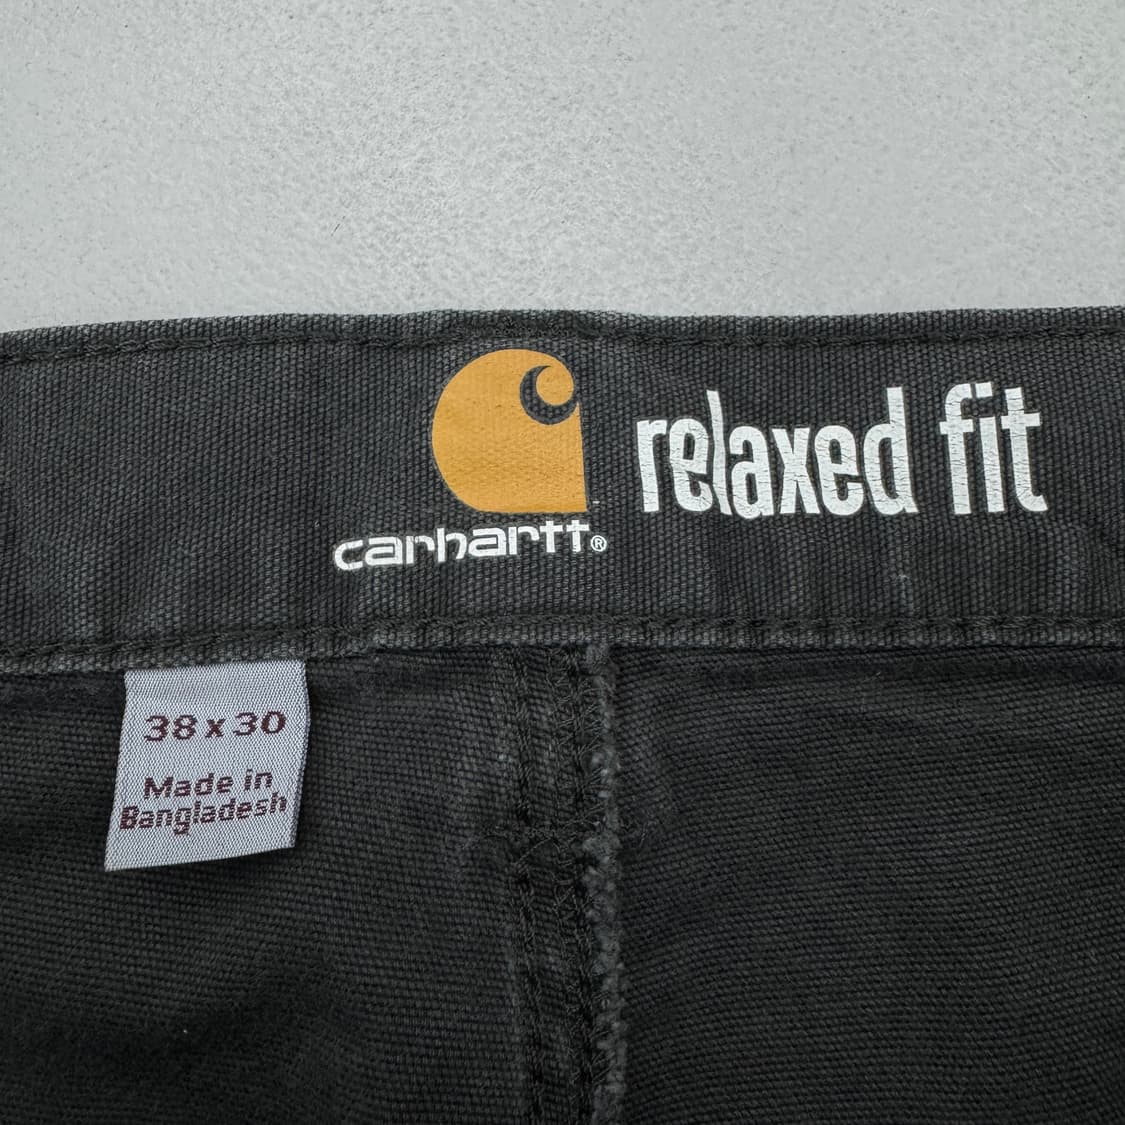 carhartt®
relaxed fit
38 x 30
Made in
Bangladesh